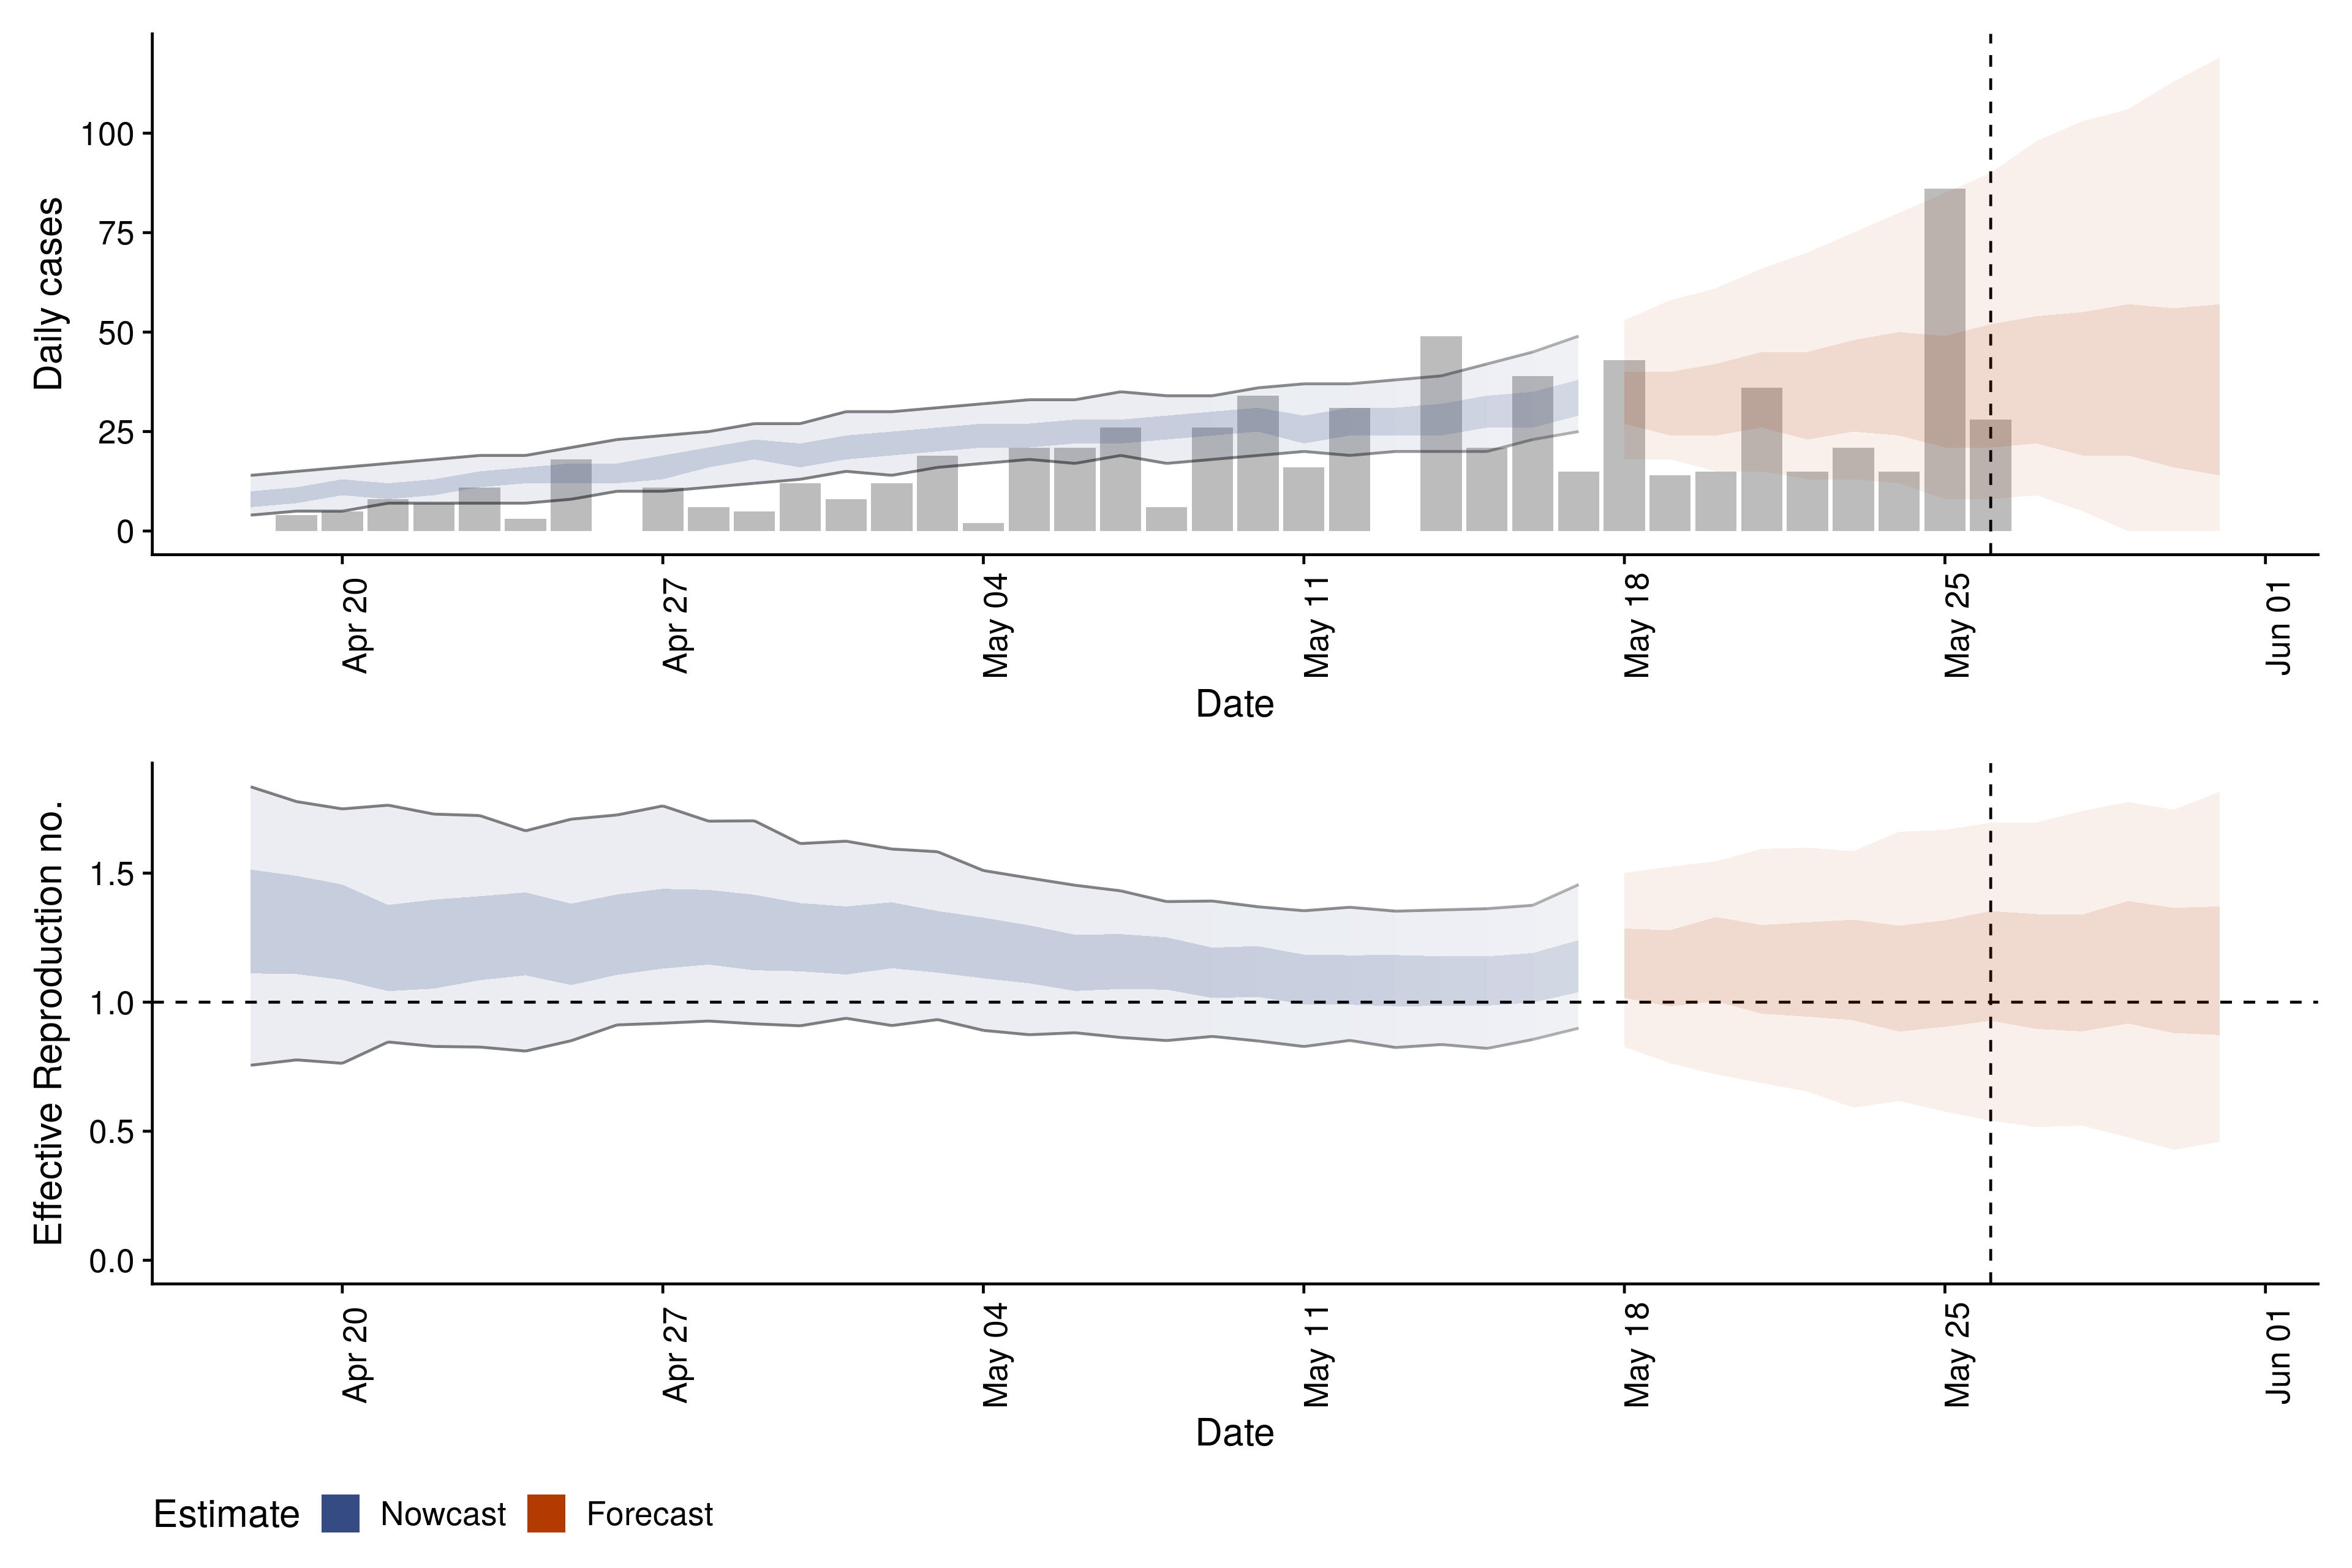 Daily cases
100
75
50
25
0
Apr 20
Apr 27
May 04
May 11
May 18
May 25
Jun 01
Date
Effective Reproduction no.
1.5
1.0
0.5
0.0
Apr 20
Apr 27
May 04
May 11
May 18
May 25
Jun 01
Date
Estimate Nowcast Forecast